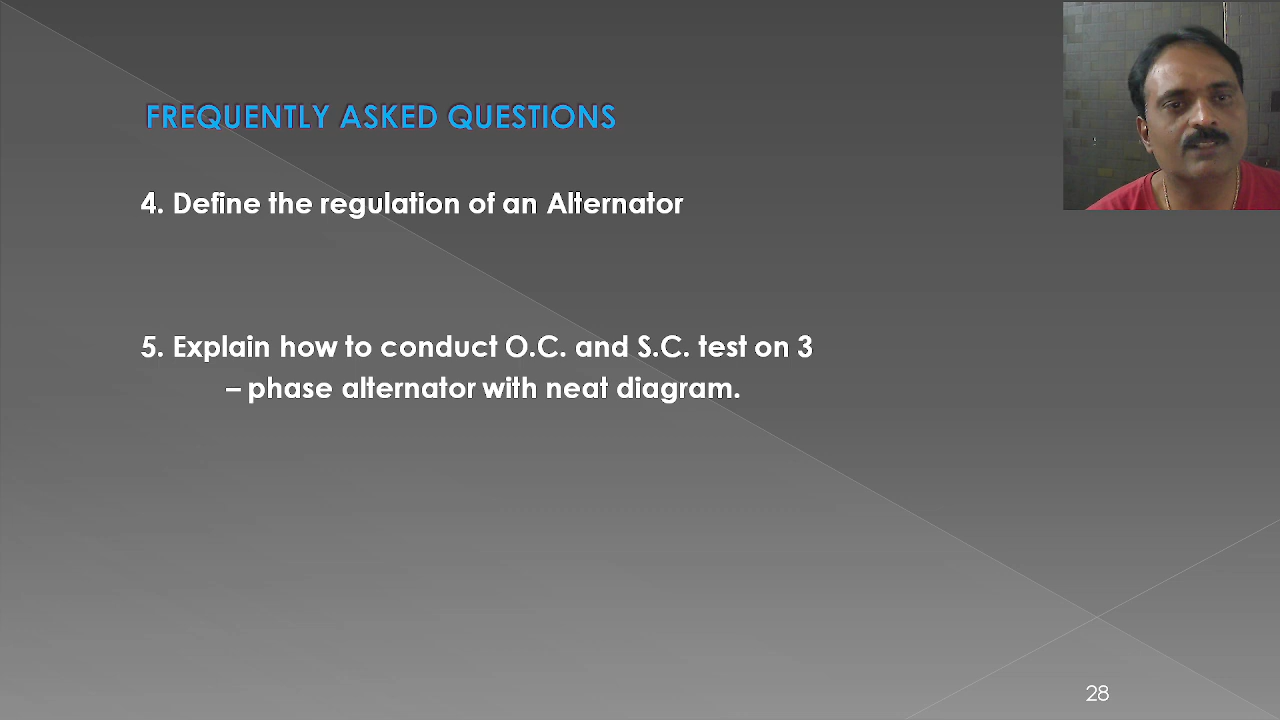 FREQUENTLY ASKED QUESTIONS
4. Define the regulation of an Alternator
5. Explain how to conduct O.C. and S.C. test on 3
– phase alternator with neat diagram.
28